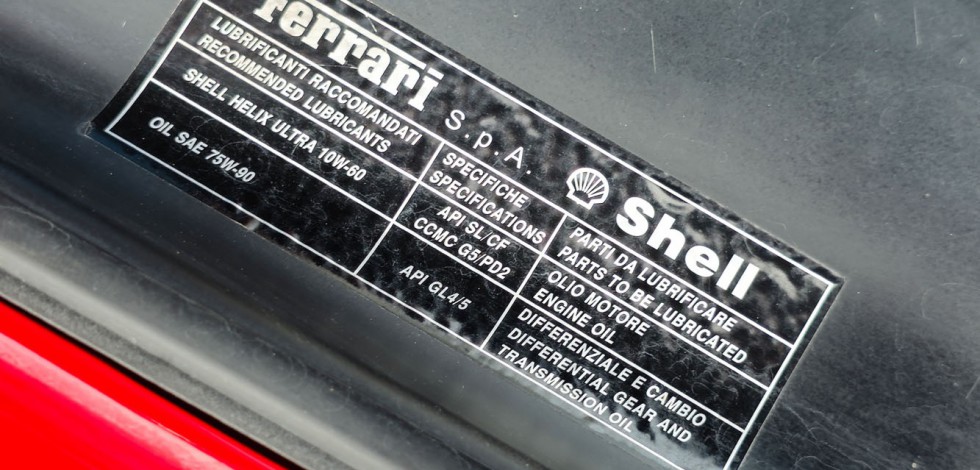 Ferrari S.p.A. Shell
LUBRIFICANTI RACCOMANDATI
RECOMMENDED LUBRICANTS
SPECIFICHE
SPECIFICATIONS
PARTI DA LUBRIFICARE
PARTS TO BE LUBRICATED
SHELL HELIX ULTRA 10W-60
API SL/CF
CCMC G5/PD2
OLIO MOTORE
ENGINE OIL
OIL SAE 75W-90
API GL4/5
DIFFERENZIALE E CAMBIO
DIFFERENTIAL GEAR AND
TRANSMISSION OIL